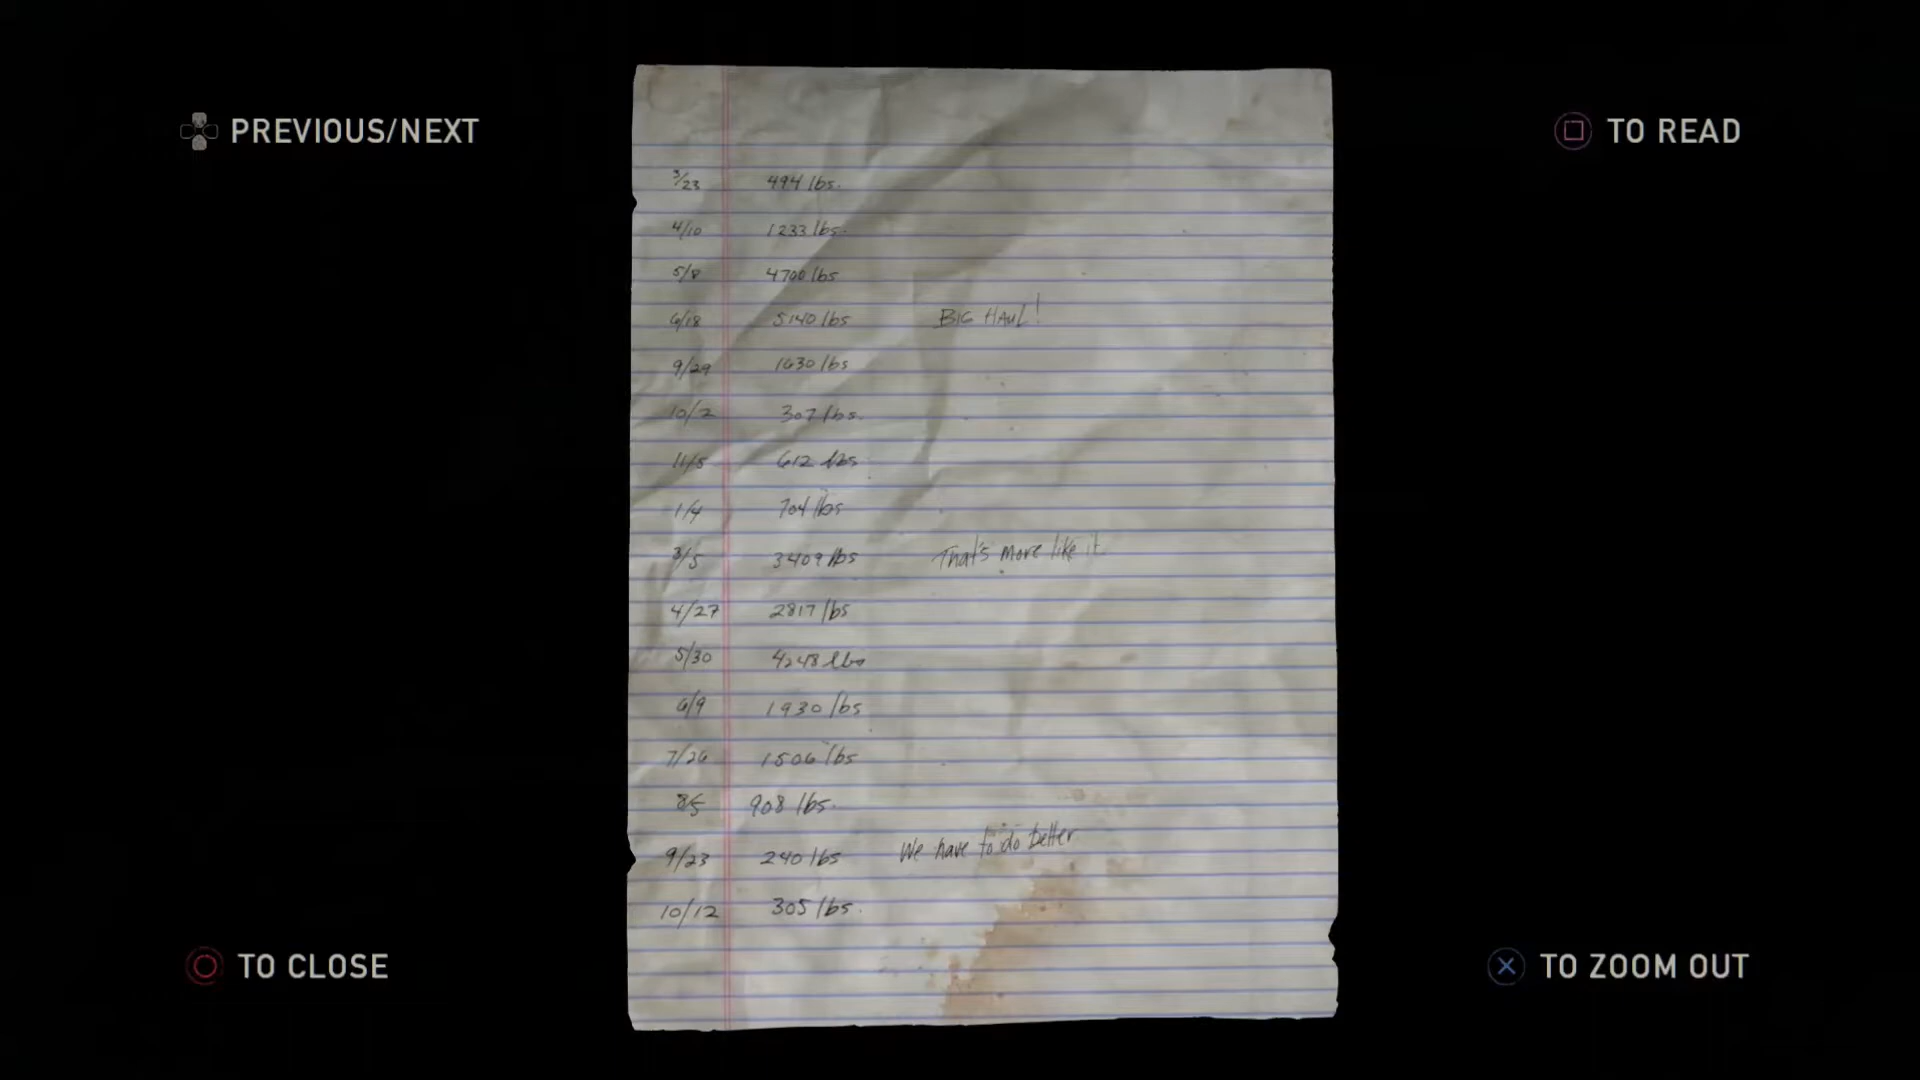 PREVIOUS/NEXT
TO READ
3/23 494 lbs.
4/10 1233 lbs.
5/8 4700 lbs
6/18 5140 lbs BIG HAUL!
9/29 1630 lbs
10/2 307 lbs.
11/5 612 lbs
1/4 704 lbs
3/5 3409 lbs That's more like it.
4/27 2817 lbs
5/30 4248 lbs
6/9 1930 lbs
7/26 1506 lbs
8/5 908 lbs.
9/23 240 lbs We have to do better
10/12 305 lbs.
TO CLOSE
TO ZOOM OUT